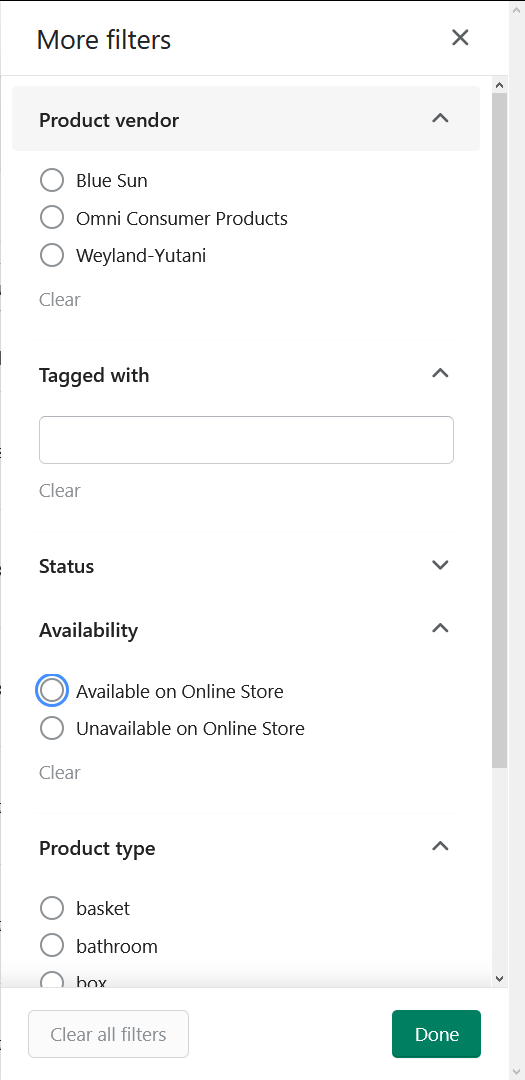 More filters
Product vendor
Blue Sun
Omni Consumer Products
Weyland-Yutani
Clear
Tagged with
Clear
Status
Availability
Available on Online Store
Unavailable on Online Store
Clear
Product type
basket
bathroom
box
Clear all filters
Done